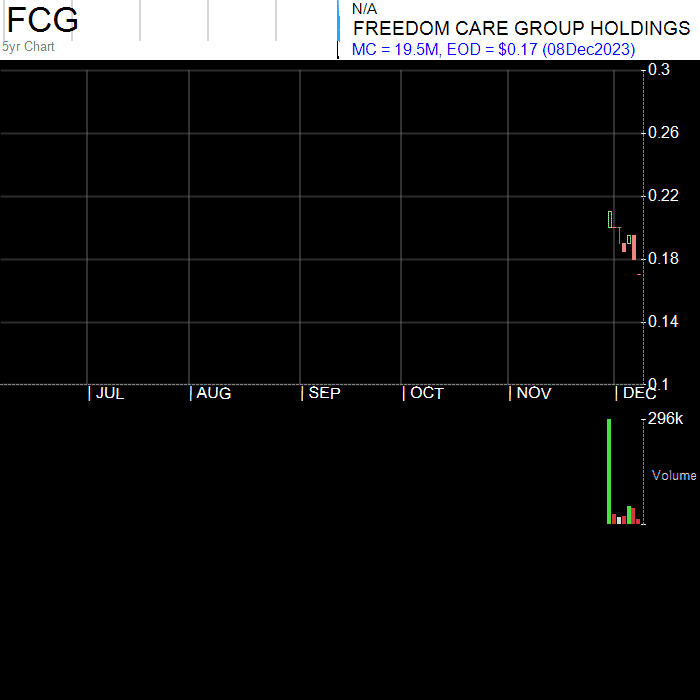 FCG
5yr Chart
N/A
FREEDOM CARE GROUP HOLDINGS
MC = 19.5M, EOD = $0.17 (08Dec2023)
0.3
0.26
0.22
0.18
0.14
0.1
| JUL | AUG | SEP | OCT | NOV | DEC
296k
Volume